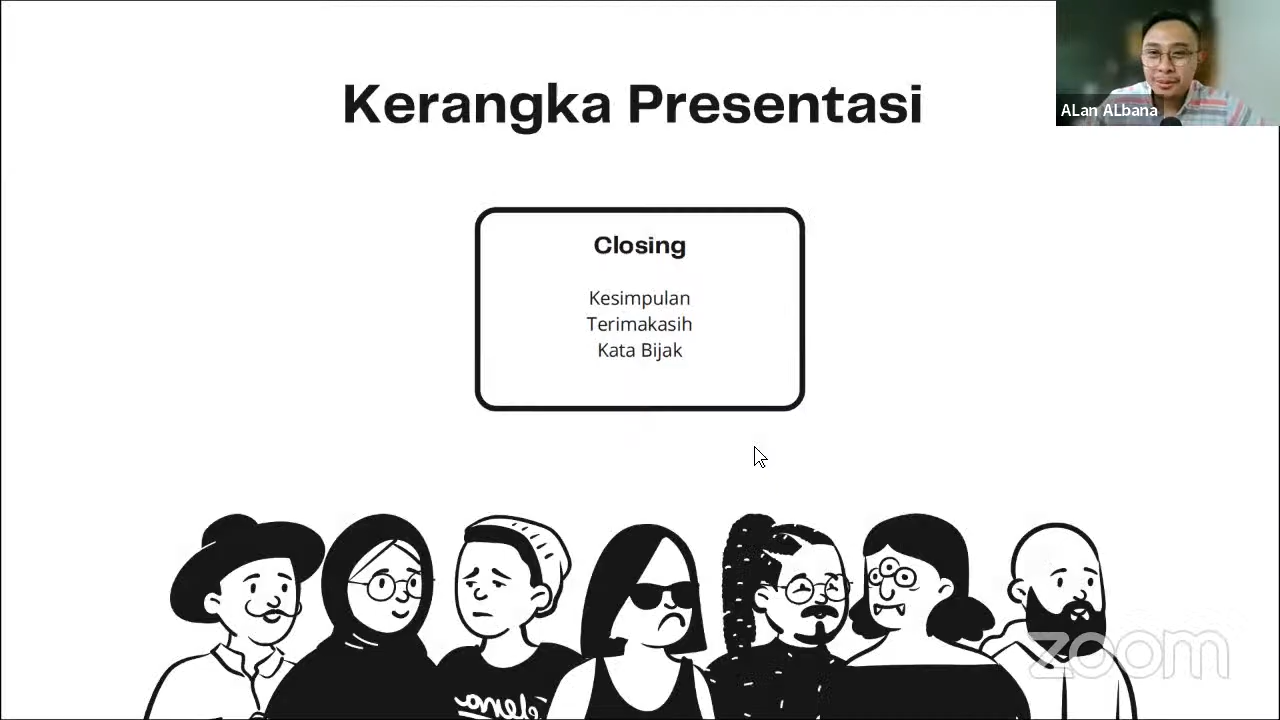 Kerangka Presentasi
ALan ALbana
Closing
Kesimpulan
Terimakasih
Kata Bijak
zoom